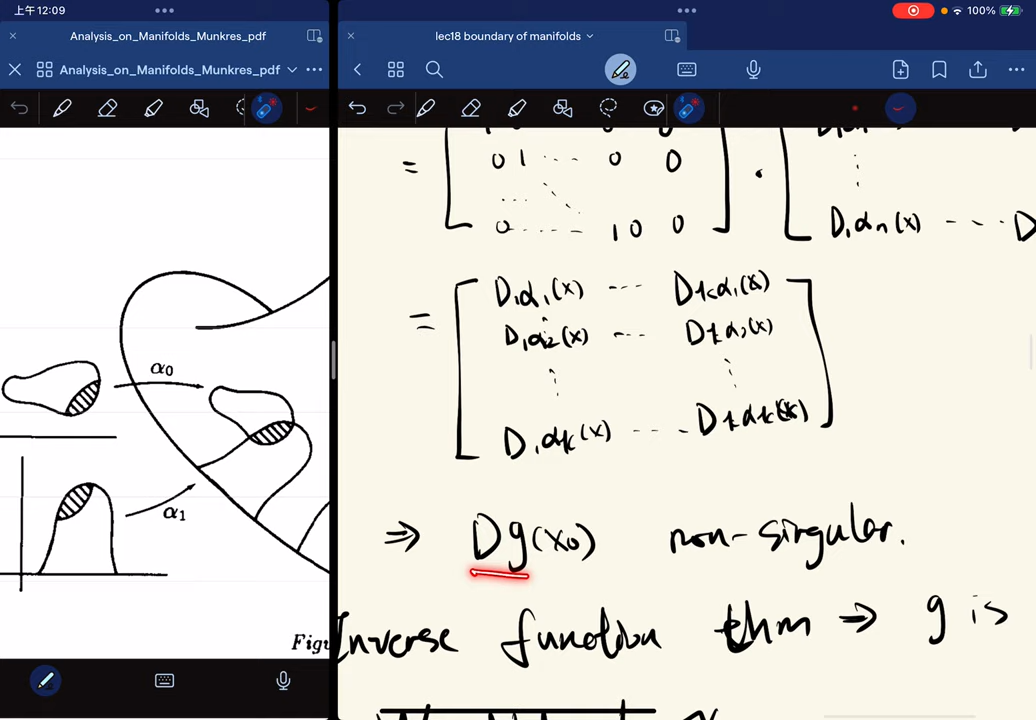 上午12:09
100%
Analysis_on_Manifolds_Munkres_pdf
lec18 boundary of manifolds
Analysis_on_Manifolds_Munkres_pdf
= [ 0 1 ... 0 0
... 
0 ..... 1 0 0 ] · [ ⋮
D₁αₙ(x) --- D
= [ D₁α₁(x) --- Dₖα₁(x)
D₁α₂(x) --- Dₖα₂(x)
⋮ ⋮
D₁αₖ(x) --- Dₖαₖ(x) ]
α₀
α₁
⇒ Dg(x₀) non-singular.
Inverse function thm ⇒ g is
Figu